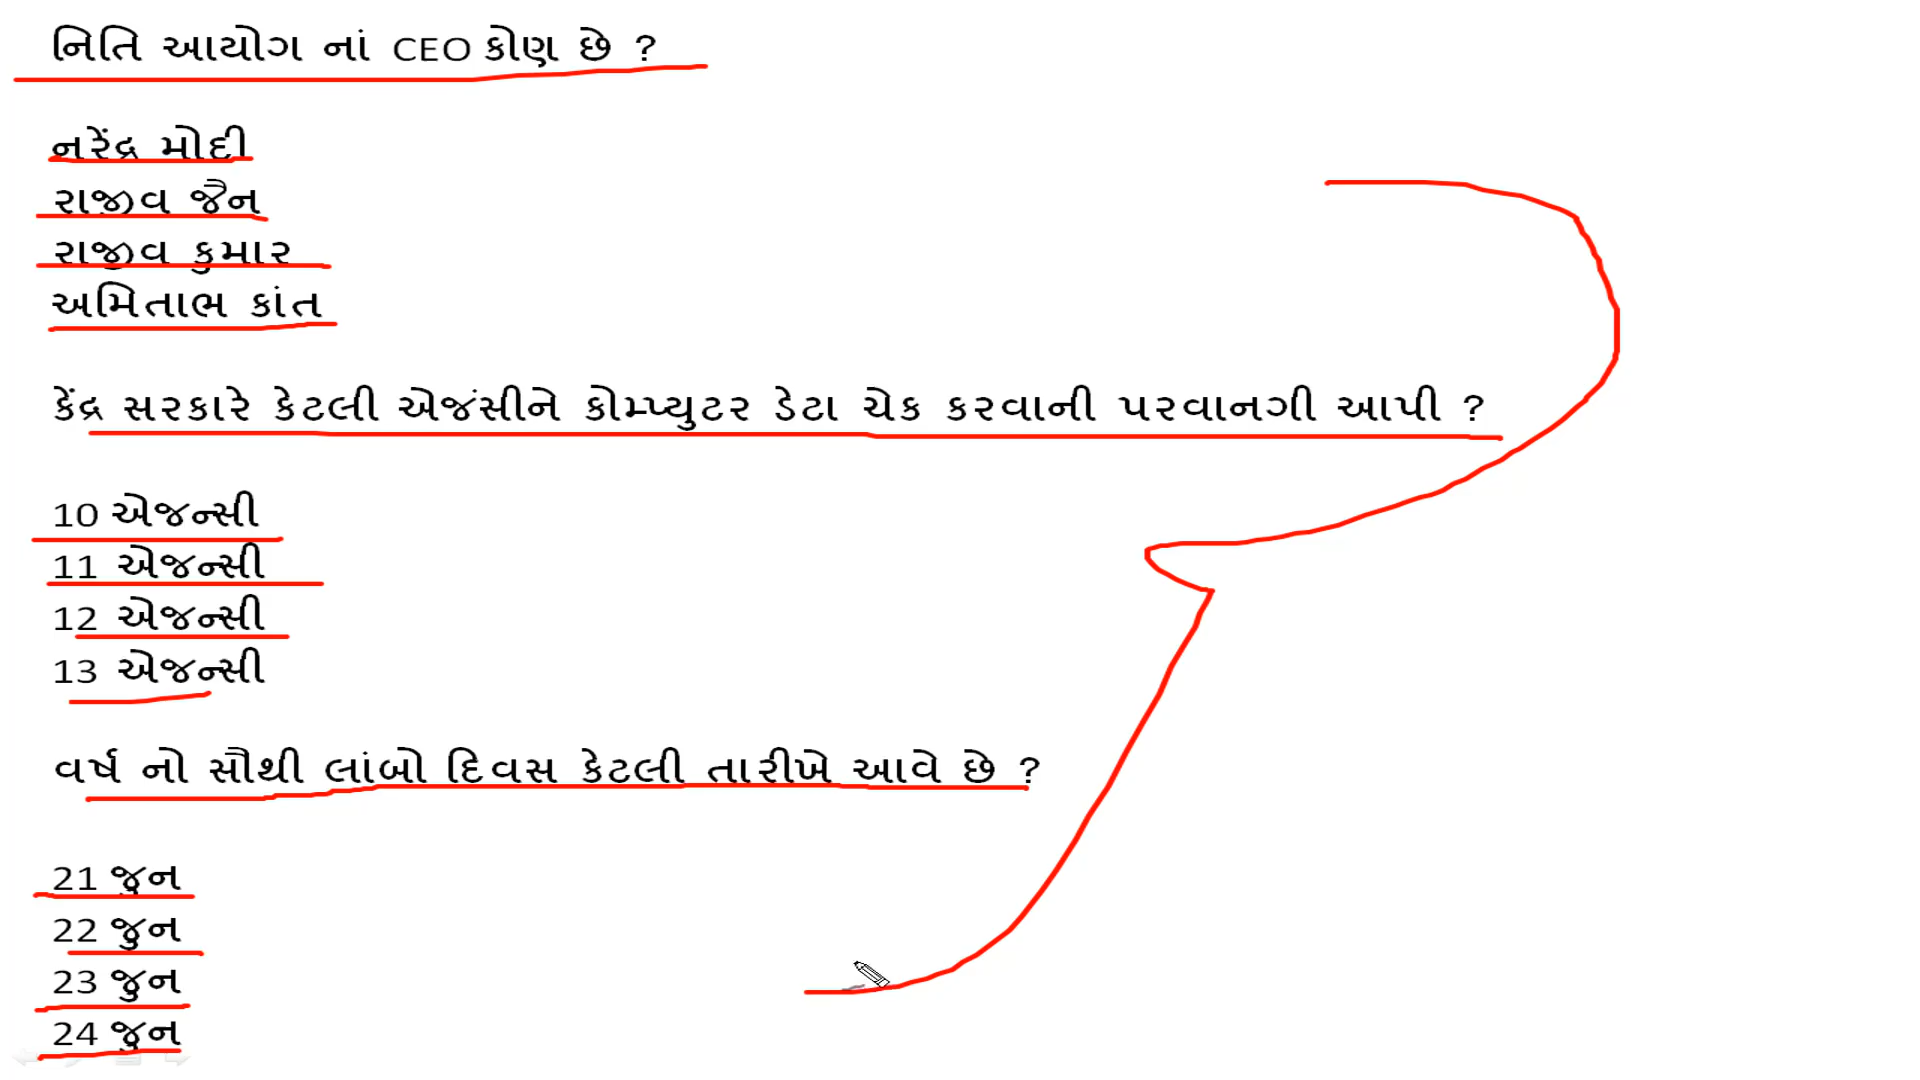 નિતિ આયોગ નાં CEO કોણ છે ?
નરેંદ્ર મોદી
રાજીવ જૈન
રાજીવ કુમાર
અમિતાભ કાંત
કેંદ્ર સરકારે કેટલી એજંસીને કોમ્પ્યુટર ડેટા ચેક કરવાની પરવાનગી આપી ?
10 એજન્સી
11 એજન્સી
12 એજન્સી
13 એજન્સી
વર્ષ નો સૌથી લાંબો દિવસ કેટલી તારીખે આવે છે ?
21 જુન
22 જુન
23 જુન
24 જુન